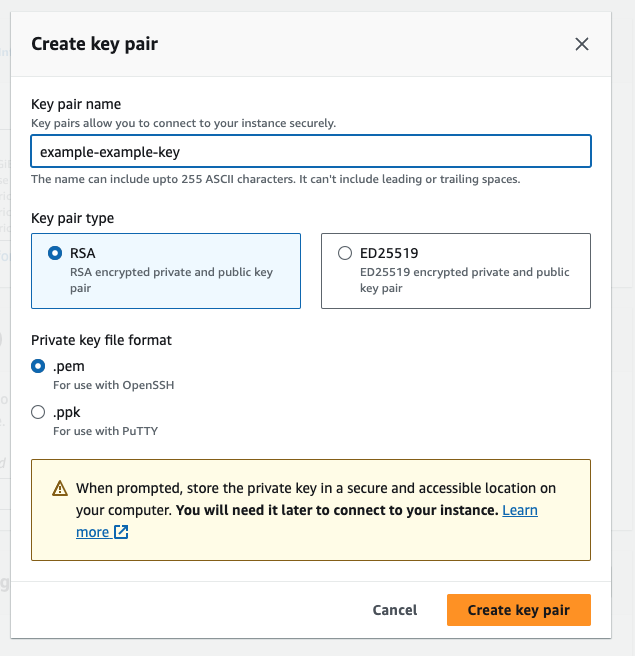 Create key pair
Key pair name
Key pairs allow you to connect to your instance securely.
example-example-key
The name can include upto 255 ASCII characters. It can't include leading or trailing spaces.
Key pair type
RSA
RSA encrypted private and public key
pair
ED25519
ED25519 encrypted private and public
key pair
Private key file format
.pem
For use with OpenSSH
.ppk
For use with PuTTY
When prompted, store the private key in a secure and accessible location on
your computer. You will need it later to connect to your instance. Learn
more
Cancel
Create key pair